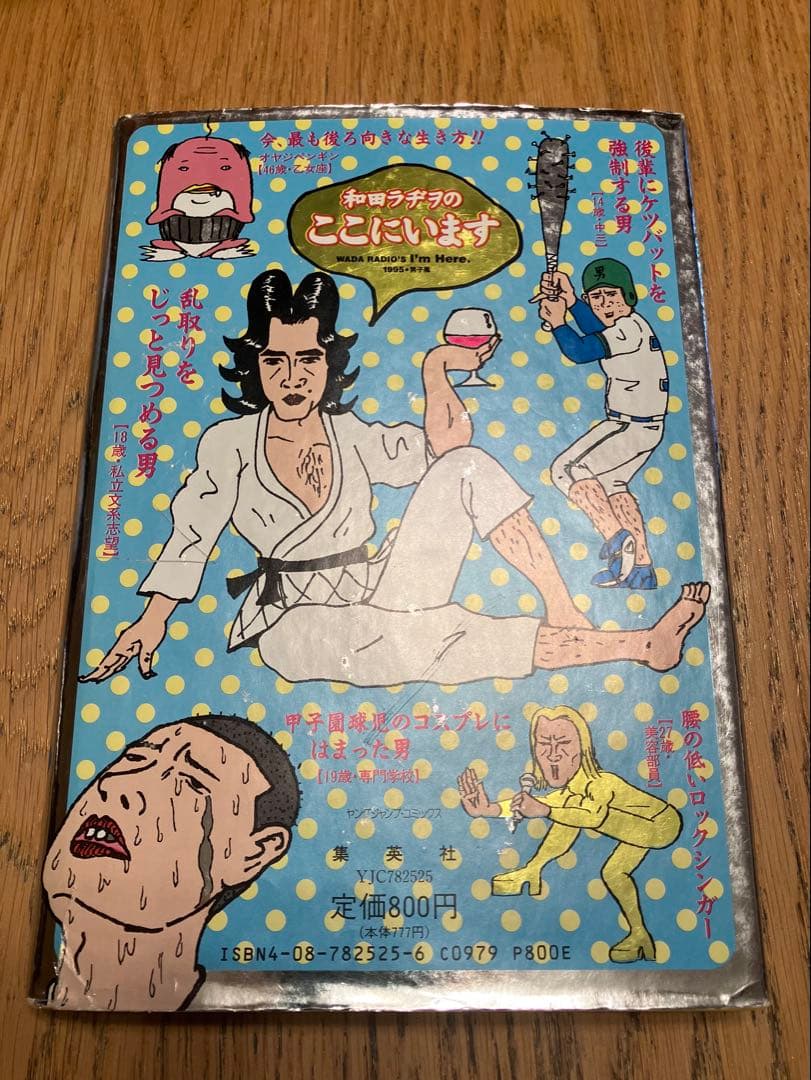 今、最も後ろ向きな生き方!!
オヤジペンギン
【46歳・乙女座】
和田ラヂヲの
ここにいます
WADA RADIO'S I'm Here.
1995・男子風
後輩にケツバットを
強制する男
【14歳・中三】
男
乱取りを
じっと見つめる男
【18歳・私立文系志望】
甲子園球児のコスプレに
はまった男
【19歳・専門学校】
腰の低いロックシンガー
【27歳・
美容部員】
ヤングジャンプ・コミックス
集英社
YJC782525
定価800円
(本体777円)
ISBN4-08-782525-6 C0979 P800E